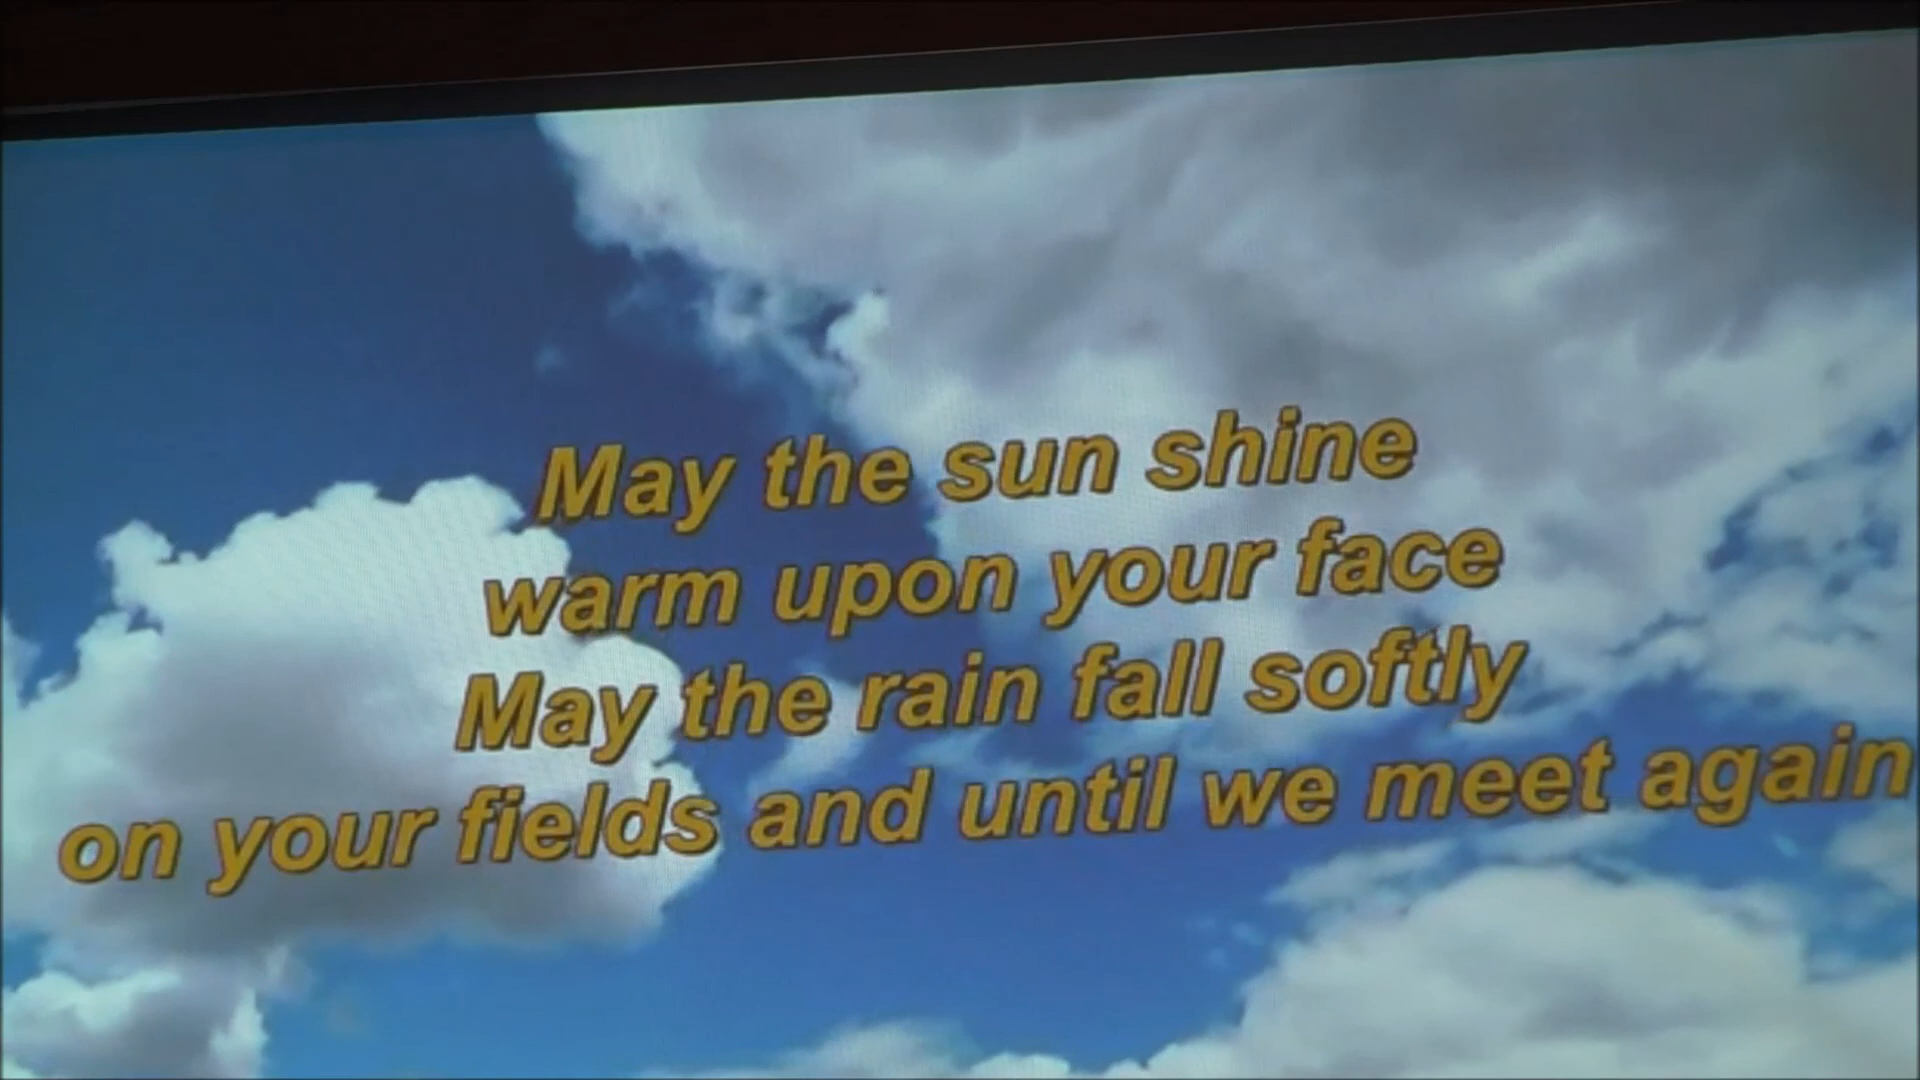 May the sun shine
warm upon your face
May the rain fall softly
on your fields and until we meet again